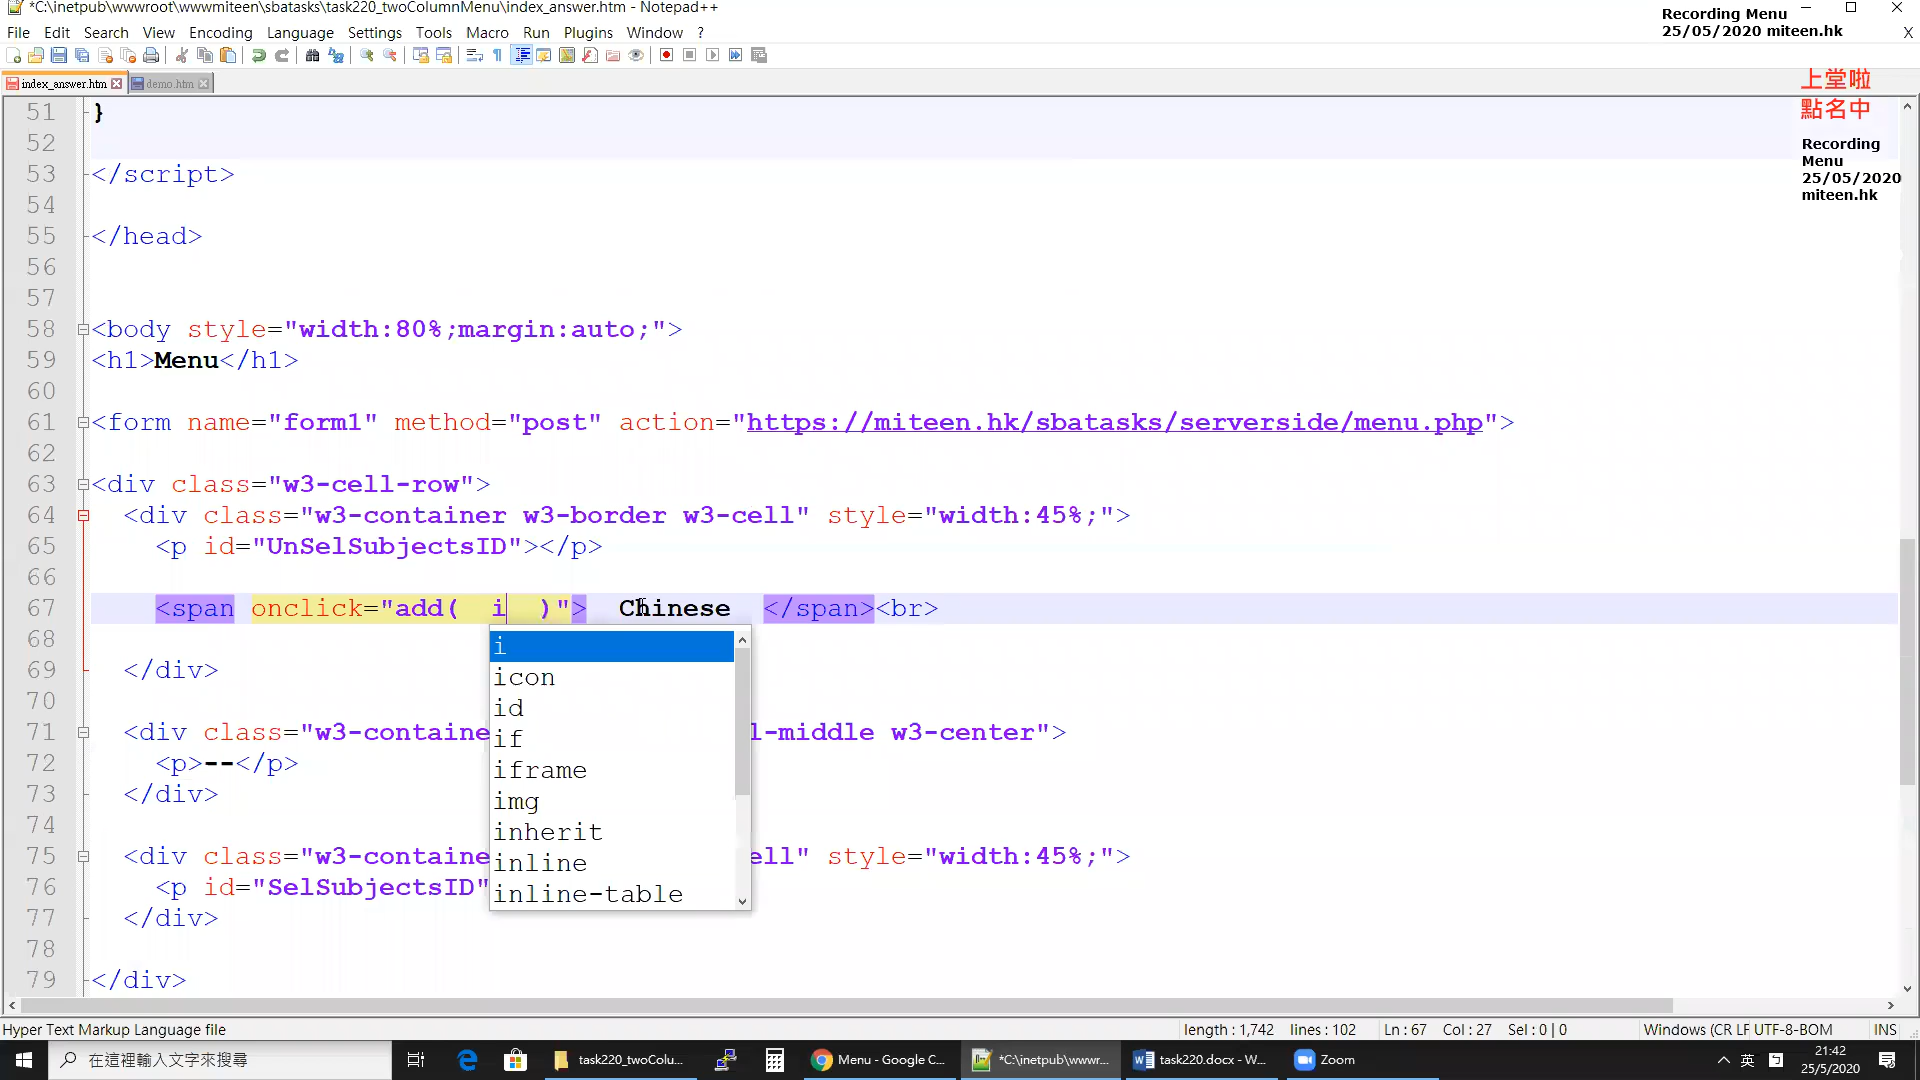 *C:\inetpub\wwwroot\wwwmiteen\sbatasks\task220_twoColumnMenu\index_answer.htm - Notepad++
Recording Menu
25/05/2020 miteen.hk
File Edit Search View Encoding Language Settings Tools Macro Run Plugins Window ? X
index_answer.htm demo.htm
上堂啦
點名中
Recording
Menu
25/05/2020
miteen.hk
51 }
52
53 </script>
54
55 </head>
56
57
58 <body style="width:80%;margin:auto;">
59 <h1>Menu</h1>
60
61 <form name="form1" method="post" action="https://miteen.hk/sbatasks/serverside/menu.php">
62
63 <div class="w3-cell-row">
64 <div class="w3-container w3-border w3-cell" style="width:45%;">
65 <p id="UnSelSubjectsID"></p>
66
67 <span onclick="add( i )"> Chinese </span><br>
68
69 </div>
70
71 <div class="w3-containe l-middle w3-center">
72 <p>--</p>
73 </div>
74
75 <div class="w3-containe ell" style="width:45%;">
76 <p id="SelSubjectsID"
77 </div>
78
79 </div>
i
icon
id
if
iframe
img
inherit
inline
inline-table
Hyper Text Markup Language file length : 1,742 lines : 102 Ln : 67 Col : 27 Sel : 0 | 0 Windows (CR LF UTF-8-BOM INS
在這裡輸入文字來搜尋 task220_twoColu... Menu - Google C... *C:\inetpub\wwwr... task220.docx - W... Zoom 英 21:42
25/5/2020